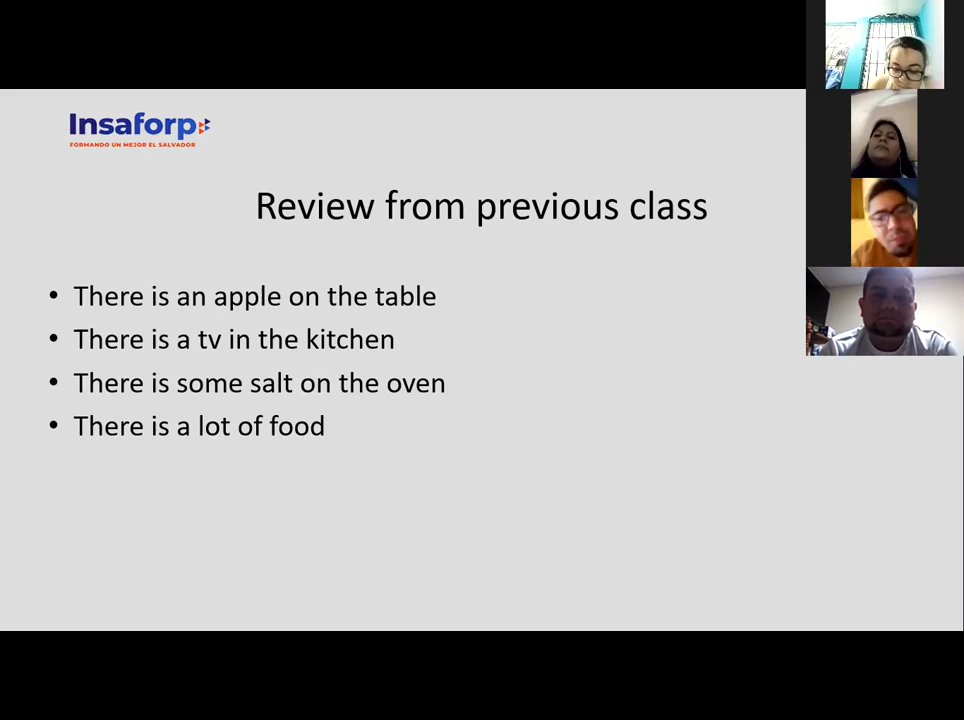 Insaforp
FORMANDO UN MEJOR EL SALVADOR
Review from previous class
• There is an apple on the table
• There is a tv in the kitchen
• There is some salt on the oven
• There is a lot of food